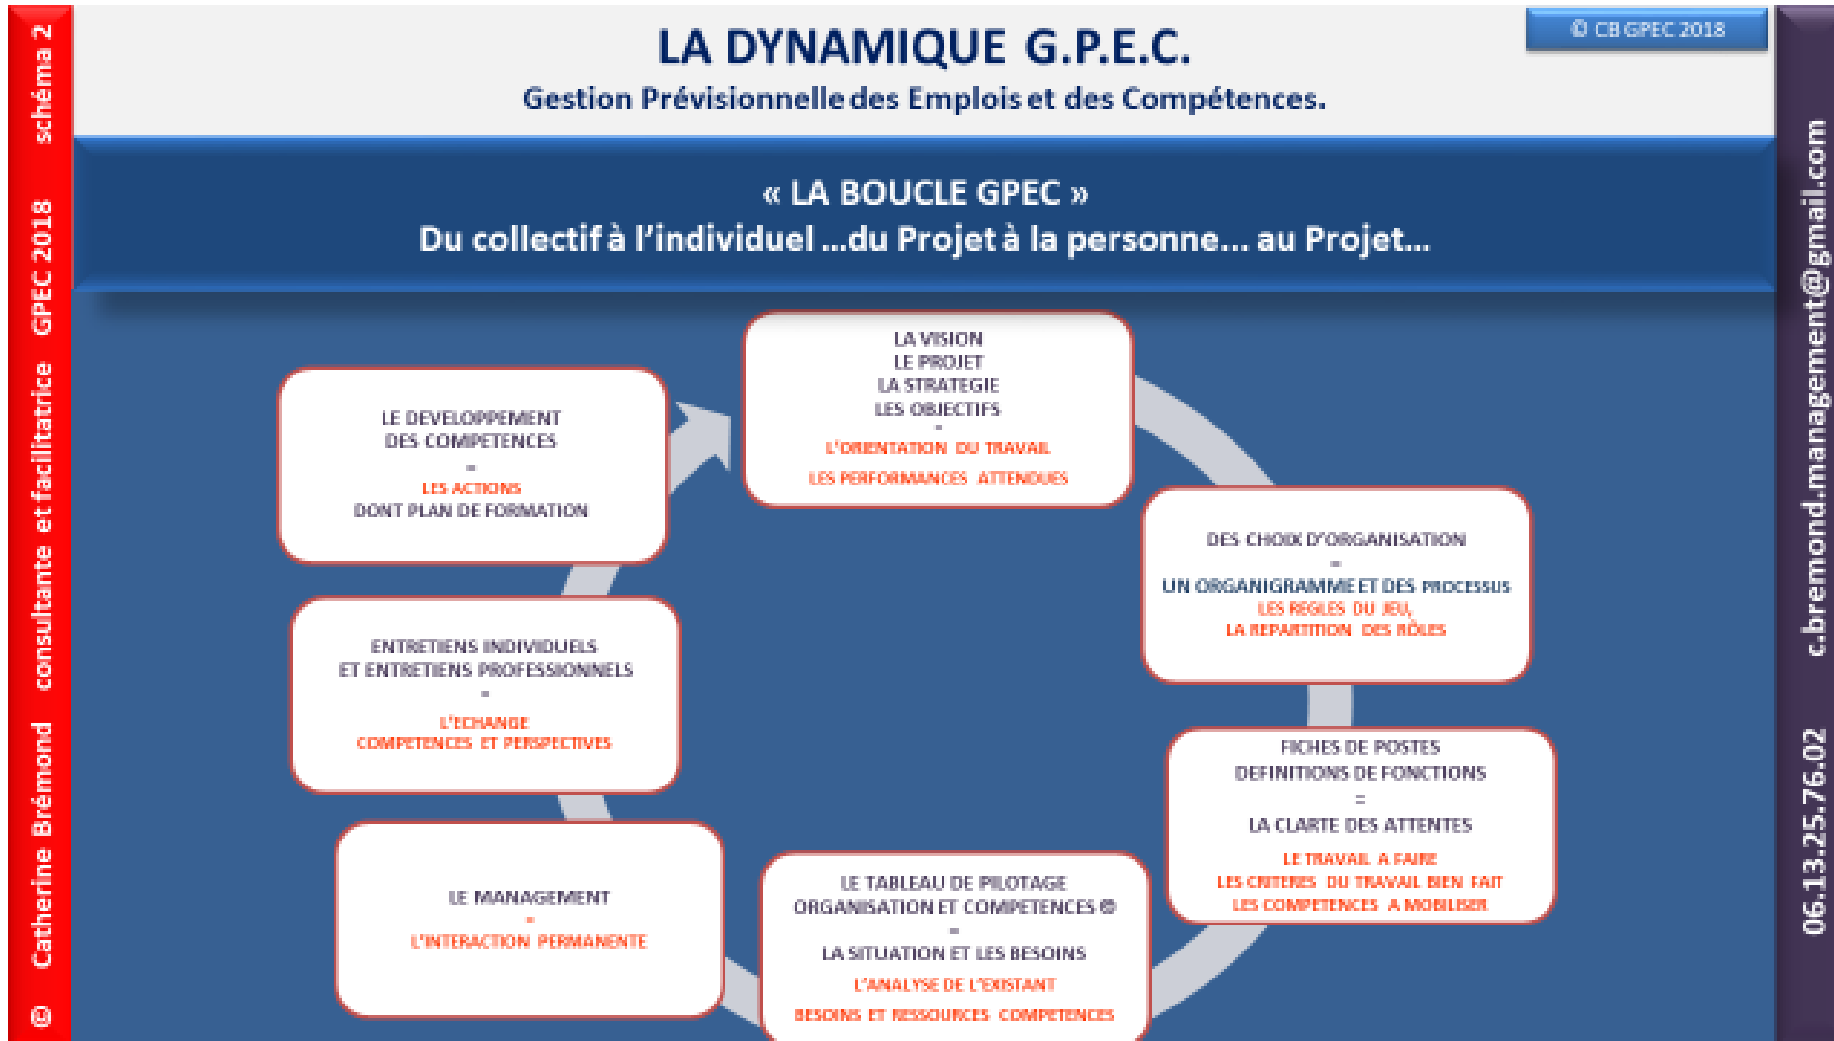 LA DYNAMIQUE G.P.E.C.
Gestion Prévisionnelle des Emplois et des Compétences.
© CB GPEC 2018
« LA BOUCLE GPEC »
Du collectif à l'individuel ...du Projet à la personne... au Projet...
LA VISION
LE PROJET
LA STRATEGIE
LES OBJECTIFS
=
L'ORIENTATION DU TRAVAIL
LES PERFORMANCES ATTENDUES
DES CHOIX D'ORGANISATION
=
UN ORGANIGRAMME ET DES PROCESSUS
LES REGLES DU JEU,
LA REPARTITION DES RÔLES
FICHES DE POSTES
DEFINITIONS DE FONCTIONS
=
LA CLARTE DES ATTENTES
LE TRAVAIL A FAIRE
LES CRITERES DU TRAVAIL BIEN FAIT
LES COMPETENCES A MOBILISER
LE TABLEAU DE PILOTAGE
ORGANISATION ET COMPETENCES ©
=
LA SITUATION ET LES BESOINS
L'ANALYSE DE L'EXISTANT
BESOINS ET RESSOURCES COMPETENCES
LE MANAGEMENT
=
L'INTERACTION PERMANENTE
ENTRETIENS INDIVIDUELS
ET ENTRETIENS PROFESSIONNELS
=
L'ECHANGE
COMPETENCES ET PERSPECTIVES
LE DEVELOPPEMENT
DES COMPETENCES
=
LES ACTIONS
DONT PLAN DE FORMATION
© Catherine Brémond consultante et facilitatrice GPEC 2018 schéma 2
06.13.25.76.02 c.bremond.management@gmail.com